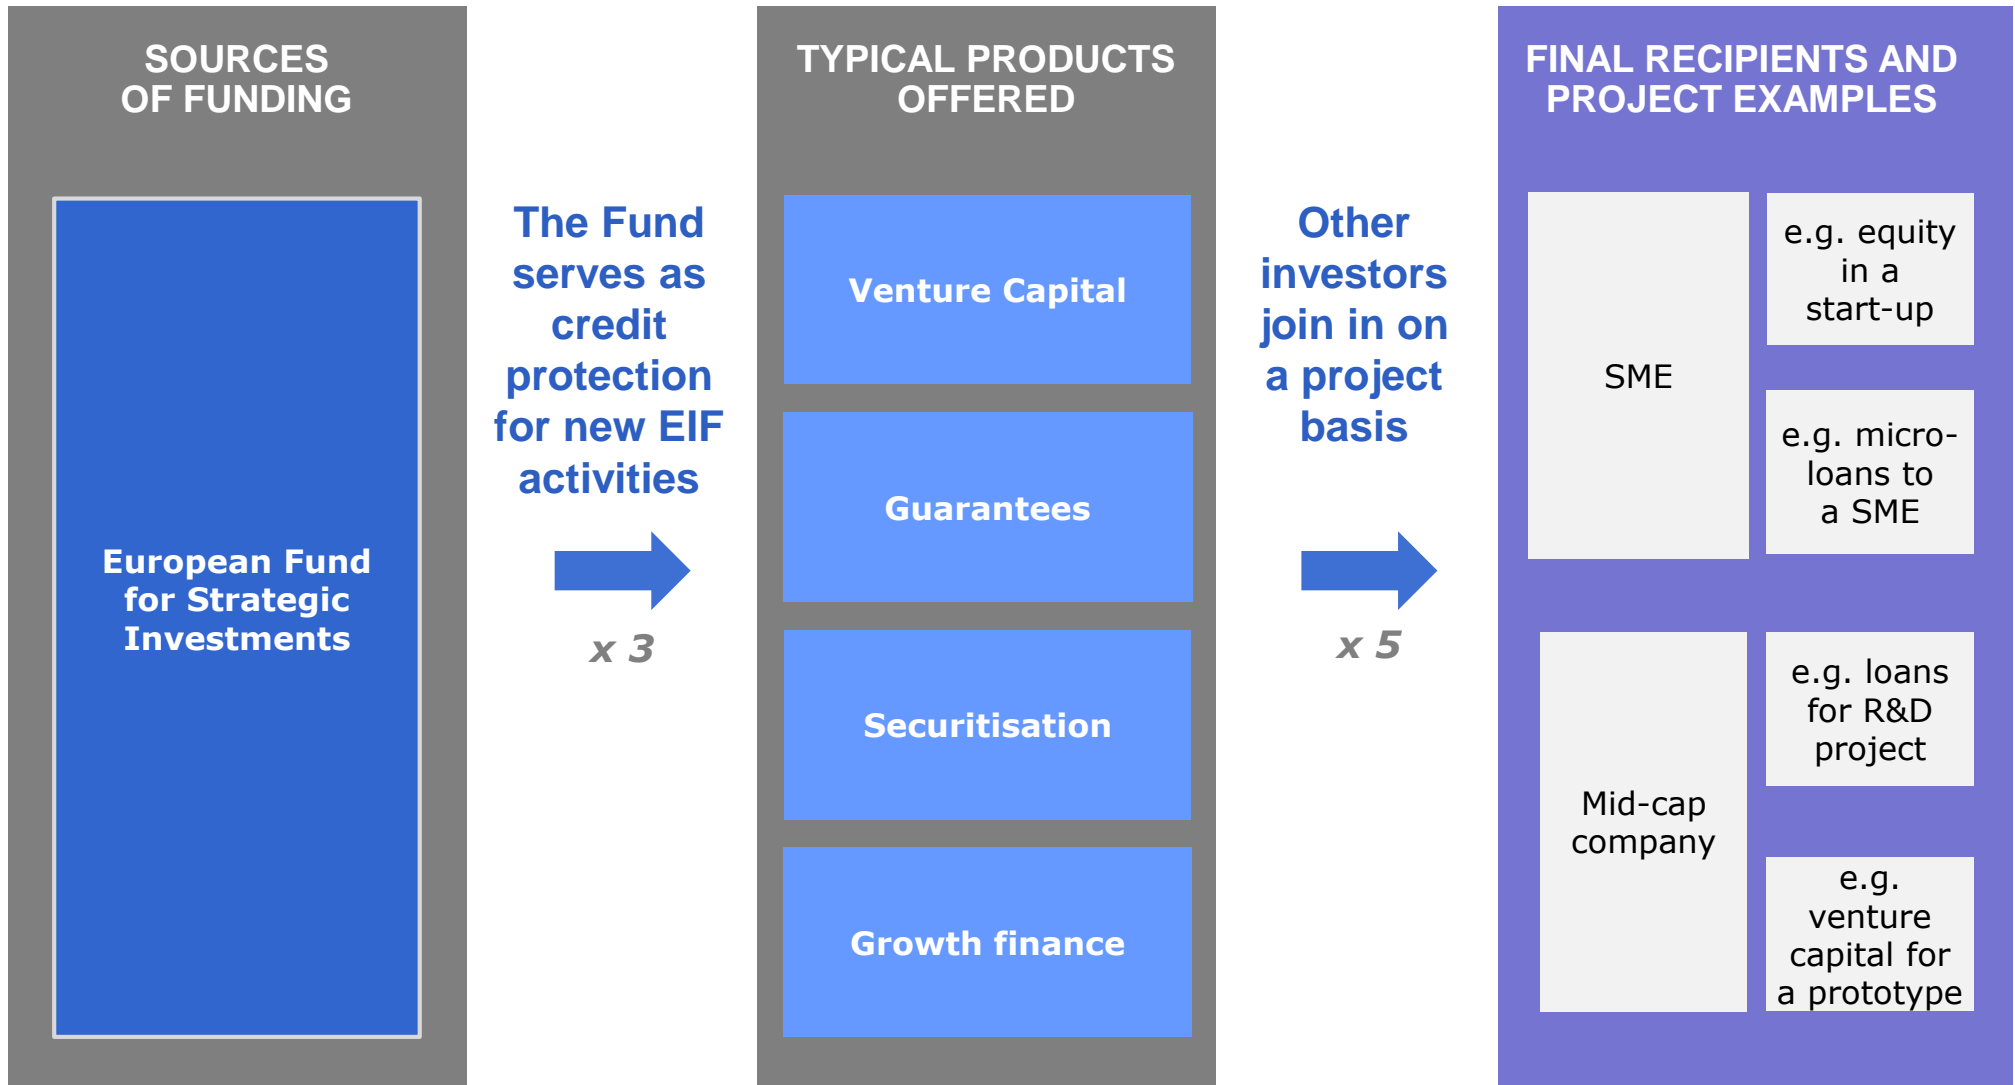 SOURCES
OF FUNDING
European Fund
for Strategic
Investments
The Fund
serves as
credit
protection
for new EIF
activities
x 3
TYPICAL PRODUCTS
OFFERED
Venture Capital
Guarantees
Securitisation
Growth finance
Other
investors
join in on
a project
basis
x 5
FINAL RECIPIENTS AND
PROJECT EXAMPLES
SME
e.g. equity
in a
start-up
e.g. micro-
loans to
a SME
Mid-cap
company
e.g. loans
for R&D
project
e.g.
venture
capital for
a prototype